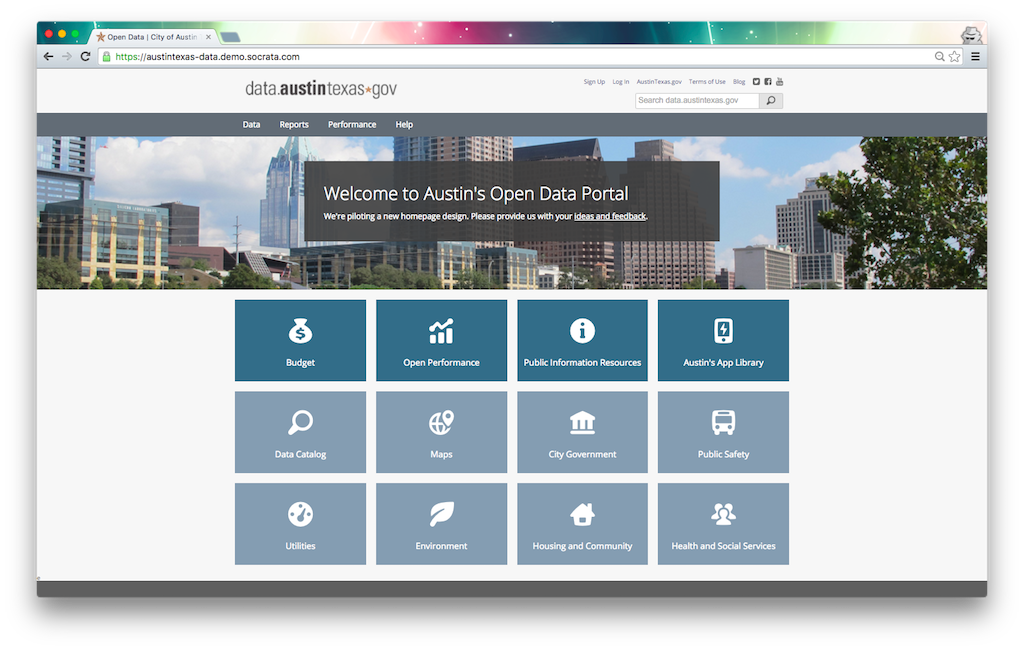 Open Data | City of Austin
https://austintexas-data.demo.socrata.com
data.austintexas.gov
Sign Up Log In AustinTexas.gov Terms of Use Blog
Search data.austintexas.gov
Data Reports Performance Help
Welcome to Austin's Open Data Portal
We're piloting a new homepage design. Please provide us with your ideas and feedback.
Budget Open Performance Public Information Resources Austin's App Library
Data Catalog Maps City Government Public Safety
Utilities Environment Housing and Community Health and Social Services